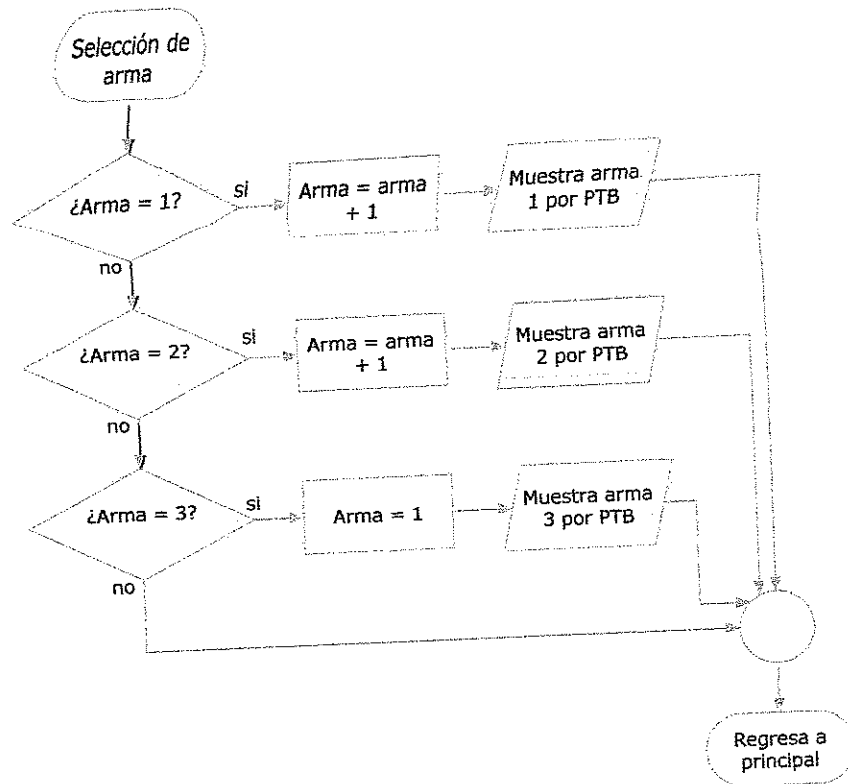 Selección de
arma
¿Arma = 1?
si
Arma = arma
+ 1
Muestra arma
1 por PTB
no
¿Arma = 2?
si
Arma = arma
+ 1
Muestra arma
2 por PTB
no
¿Arma = 3?
si
Arma = 1
Muestra arma
3 por PTB
no
Regresa a
principal